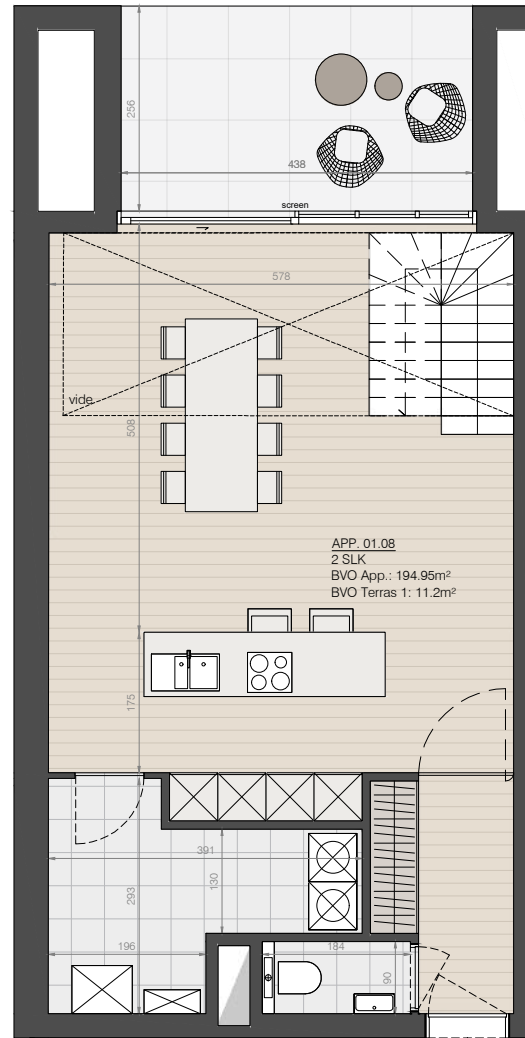 256
438
screen
578
vide
508
APP. 01.08
2 SLK
BVO App.: 194.95m²
BVO Terras 1: 11.2m²
175
391
130
293
196
184
90